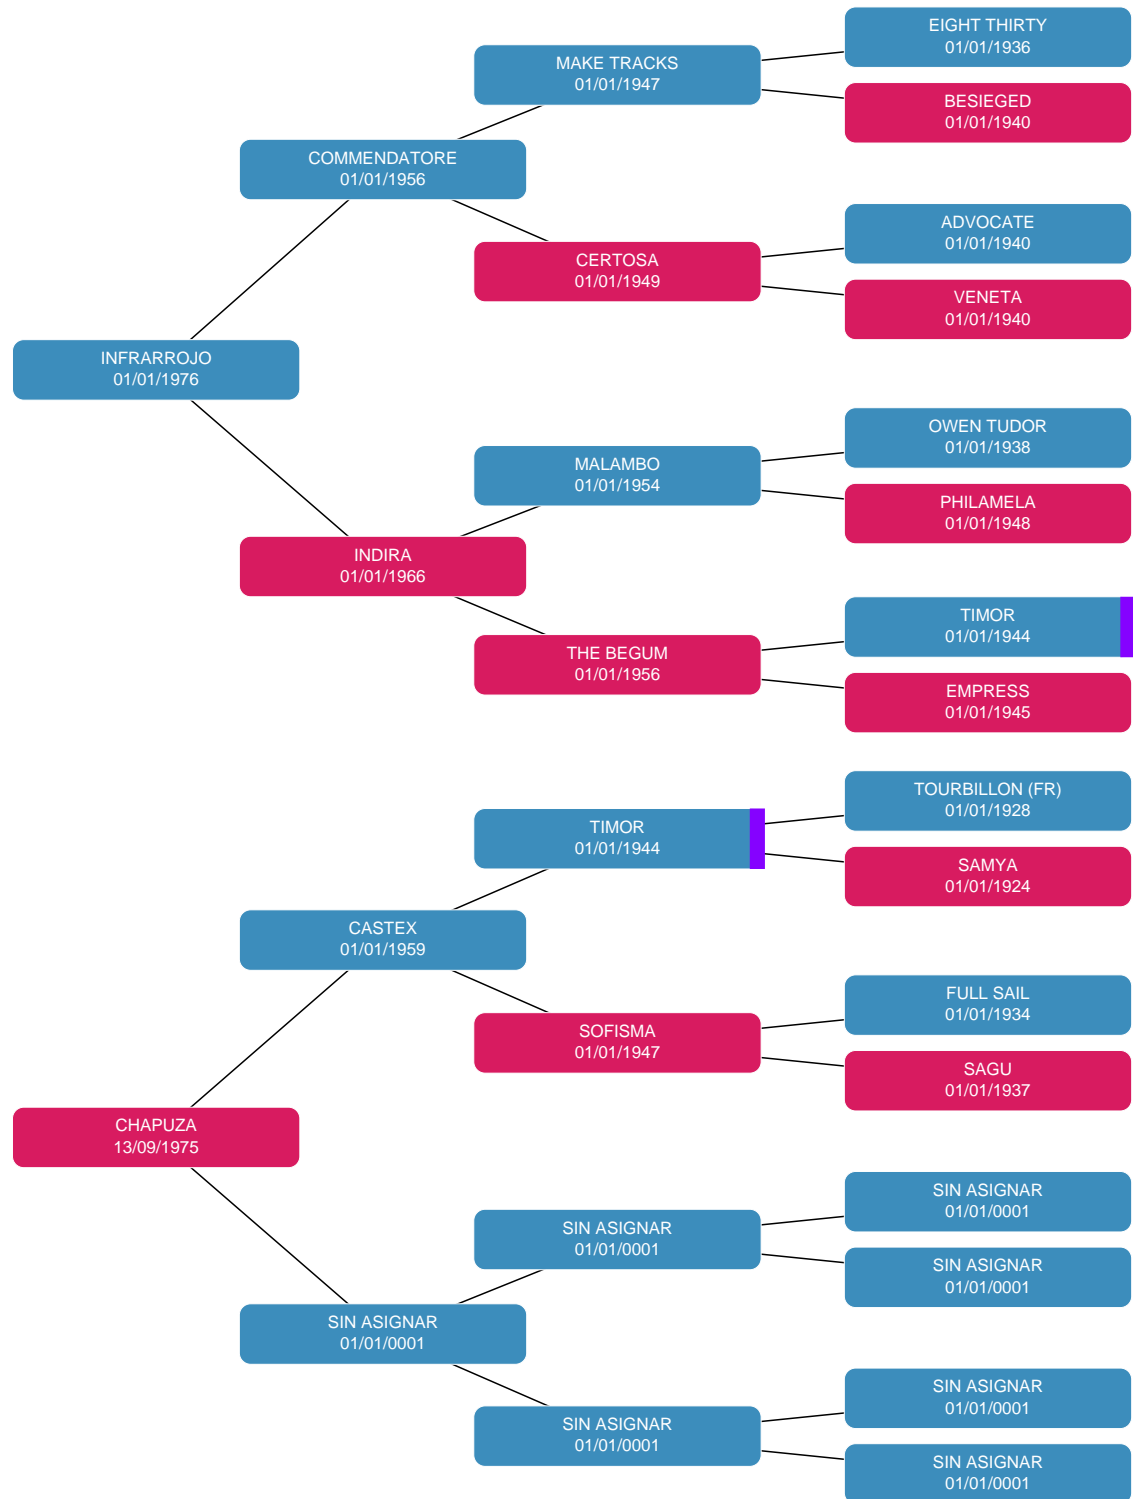 EIGHT THIRTY
01/01/1936
MAKE TRACKS
01/01/1947
BESIEGED
01/01/1940
COMMENDATORE
01/01/1956
ADVOCATE
01/01/1940
CERTOSA
01/01/1949
VENETA
01/01/1940
INFRARROJO
01/01/1976
OWEN TUDOR
01/01/1938
MALAMBO
01/01/1954
PHILAMELA
01/01/1948
INDIRA
01/01/1966
TIMOR
01/01/1944
THE BEGUM
01/01/1956
EMPRESS
01/01/1945
TOURBILLON (FR)
01/01/1928
TIMOR
01/01/1944
SAMYA
01/01/1924
CASTEX
01/01/1959
FULL SAIL
01/01/1934
SOFISMA
01/01/1947
SAGU
01/01/1937
CHAPUZA
13/09/1975
SIN ASIGNAR
01/01/0001
SIN ASIGNAR
01/01/0001
SIN ASIGNAR
01/01/0001
SIN ASIGNAR
01/01/0001
SIN ASIGNAR
01/01/0001
SIN ASIGNAR
01/01/0001
SIN ASIGNAR
01/01/0001